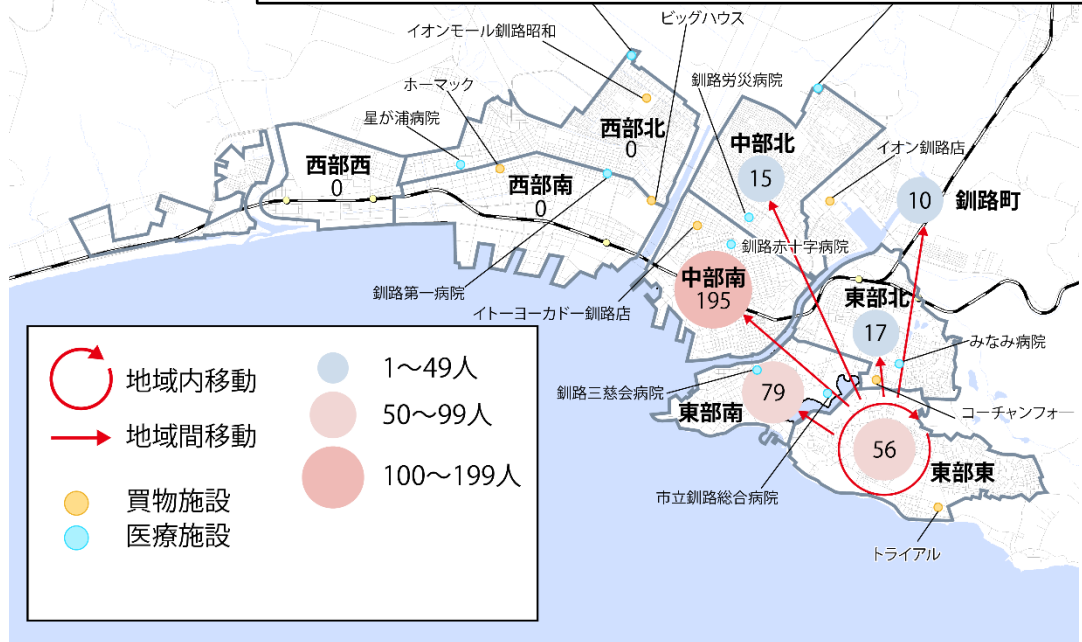 ビッグハウス
イオンモール釧路昭和
ホーマック
釧路労災病院
星が浦病院
西部北
0
中部北
15
イオン釧路店
西部西
0
西部南
0
10
釧路町
釧路赤十字病院
中部南
195
釧路第一病院
イトーヨーカドー釧路店
東部北
17
みなみ病院
釧路三慈会病院
79
東部南
コーチャンフォー
56
東部東
市立釧路総合病院
トライアル
地域内移動
地域間移動
買物施設
医療施設
1～49人
50～99人
100～199人